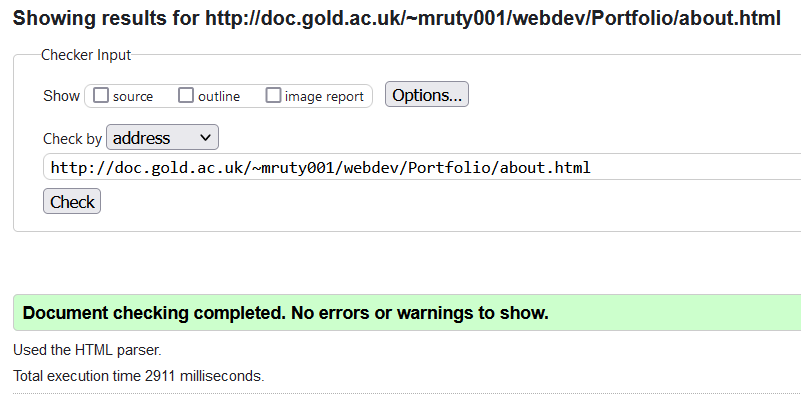 Showing results for http://doc.gold.ac.uk/~mruty001/webdev/Portfolio/about.html
Checker Input
Show source outline image report Options...
Check by address
http://doc.gold.ac.uk/~mruty001/webdev/Portfolio/about.html
Check
Document checking completed. No errors or warnings to show.
Used the HTML parser.
Total execution time 2911 milliseconds.